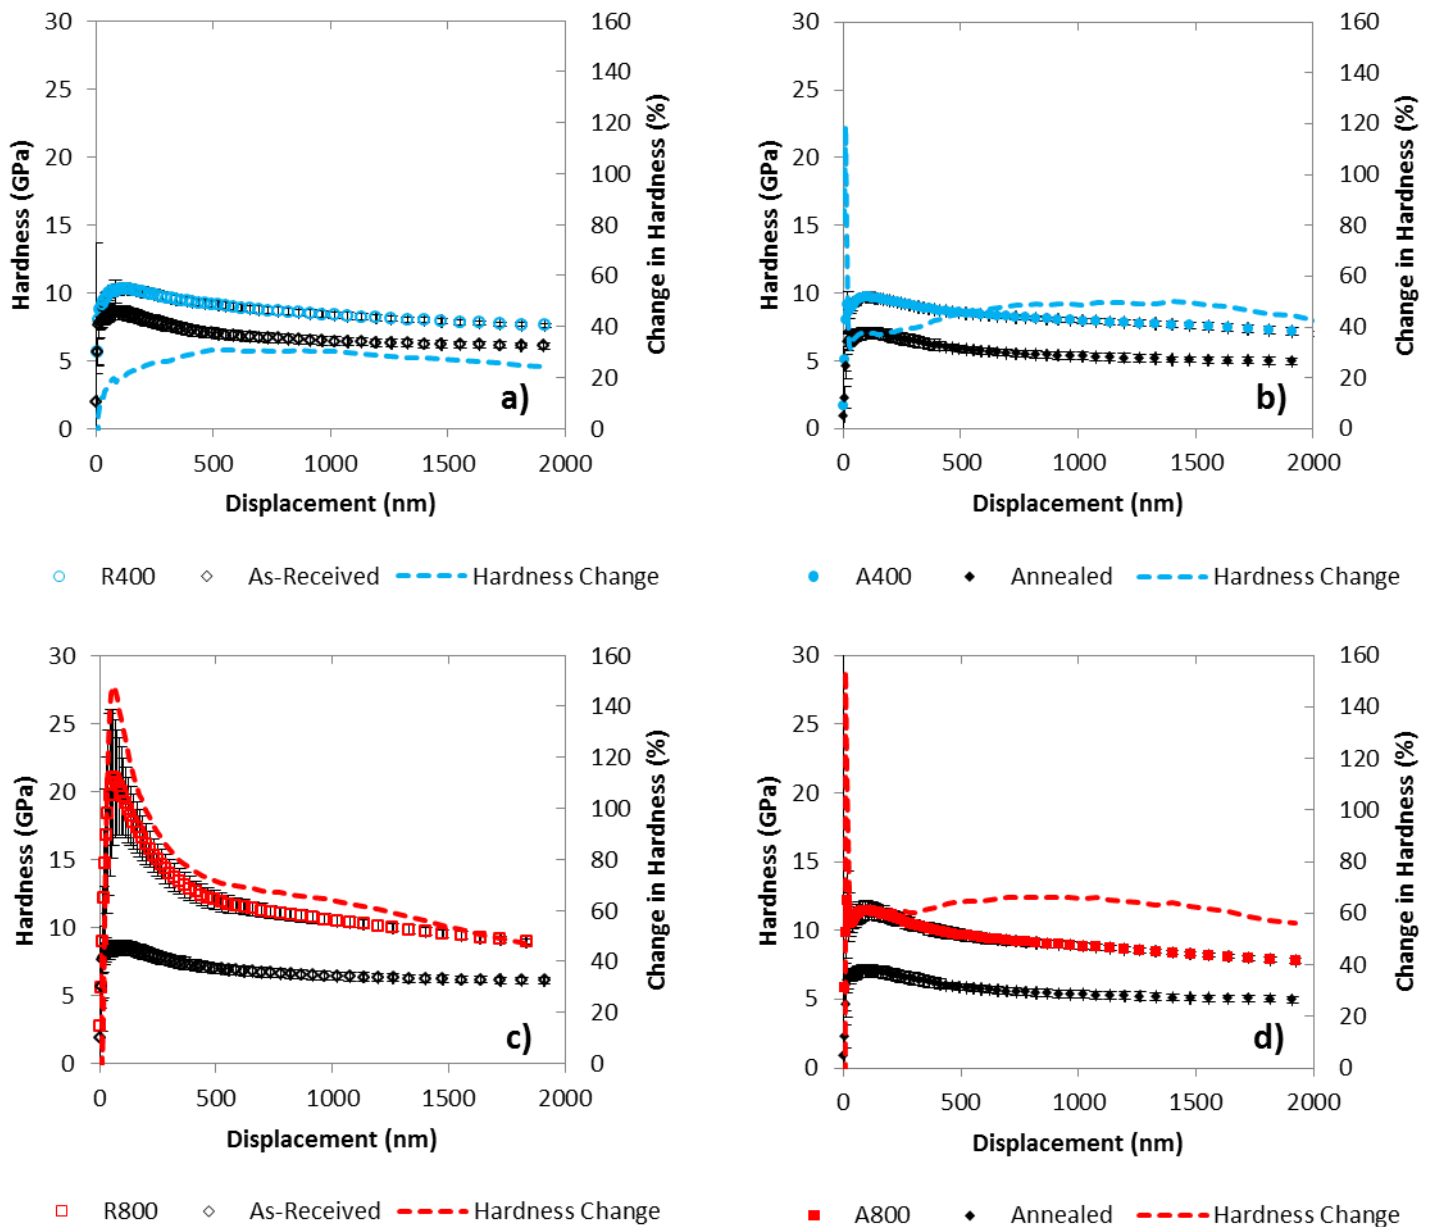 30
25
20
15
10
5
0
Hardness (GPa)
160
140
120
100
80
60
40
20
0
Change in Hardness (%)
a)
0 500 1000 1500 2000
Displacement (nm)
R400 As-Received Hardness Change
30
25
20
15
10
5
0
Hardness (GPa)
160
140
120
100
80
60
40
20
0
Change in Hardness (%)
b)
0 500 1000 1500 2000
Displacement (nm)
A400 Annealed Hardness Change
30
25
20
15
10
5
0
Hardness (GPa)
160
140
120
100
80
60
40
20
0
Change in Hardness (%)
c)
0 500 1000 1500 2000
Displacement (nm)
R800 As-Received Hardness Change
30
25
20
15
10
5
0
Hardness (GPa)
160
140
120
100
80
60
40
20
0
Change in Hardness (%)
d)
0 500 1000 1500 2000
Displacement (nm)
A800 Annealed Hardness Change